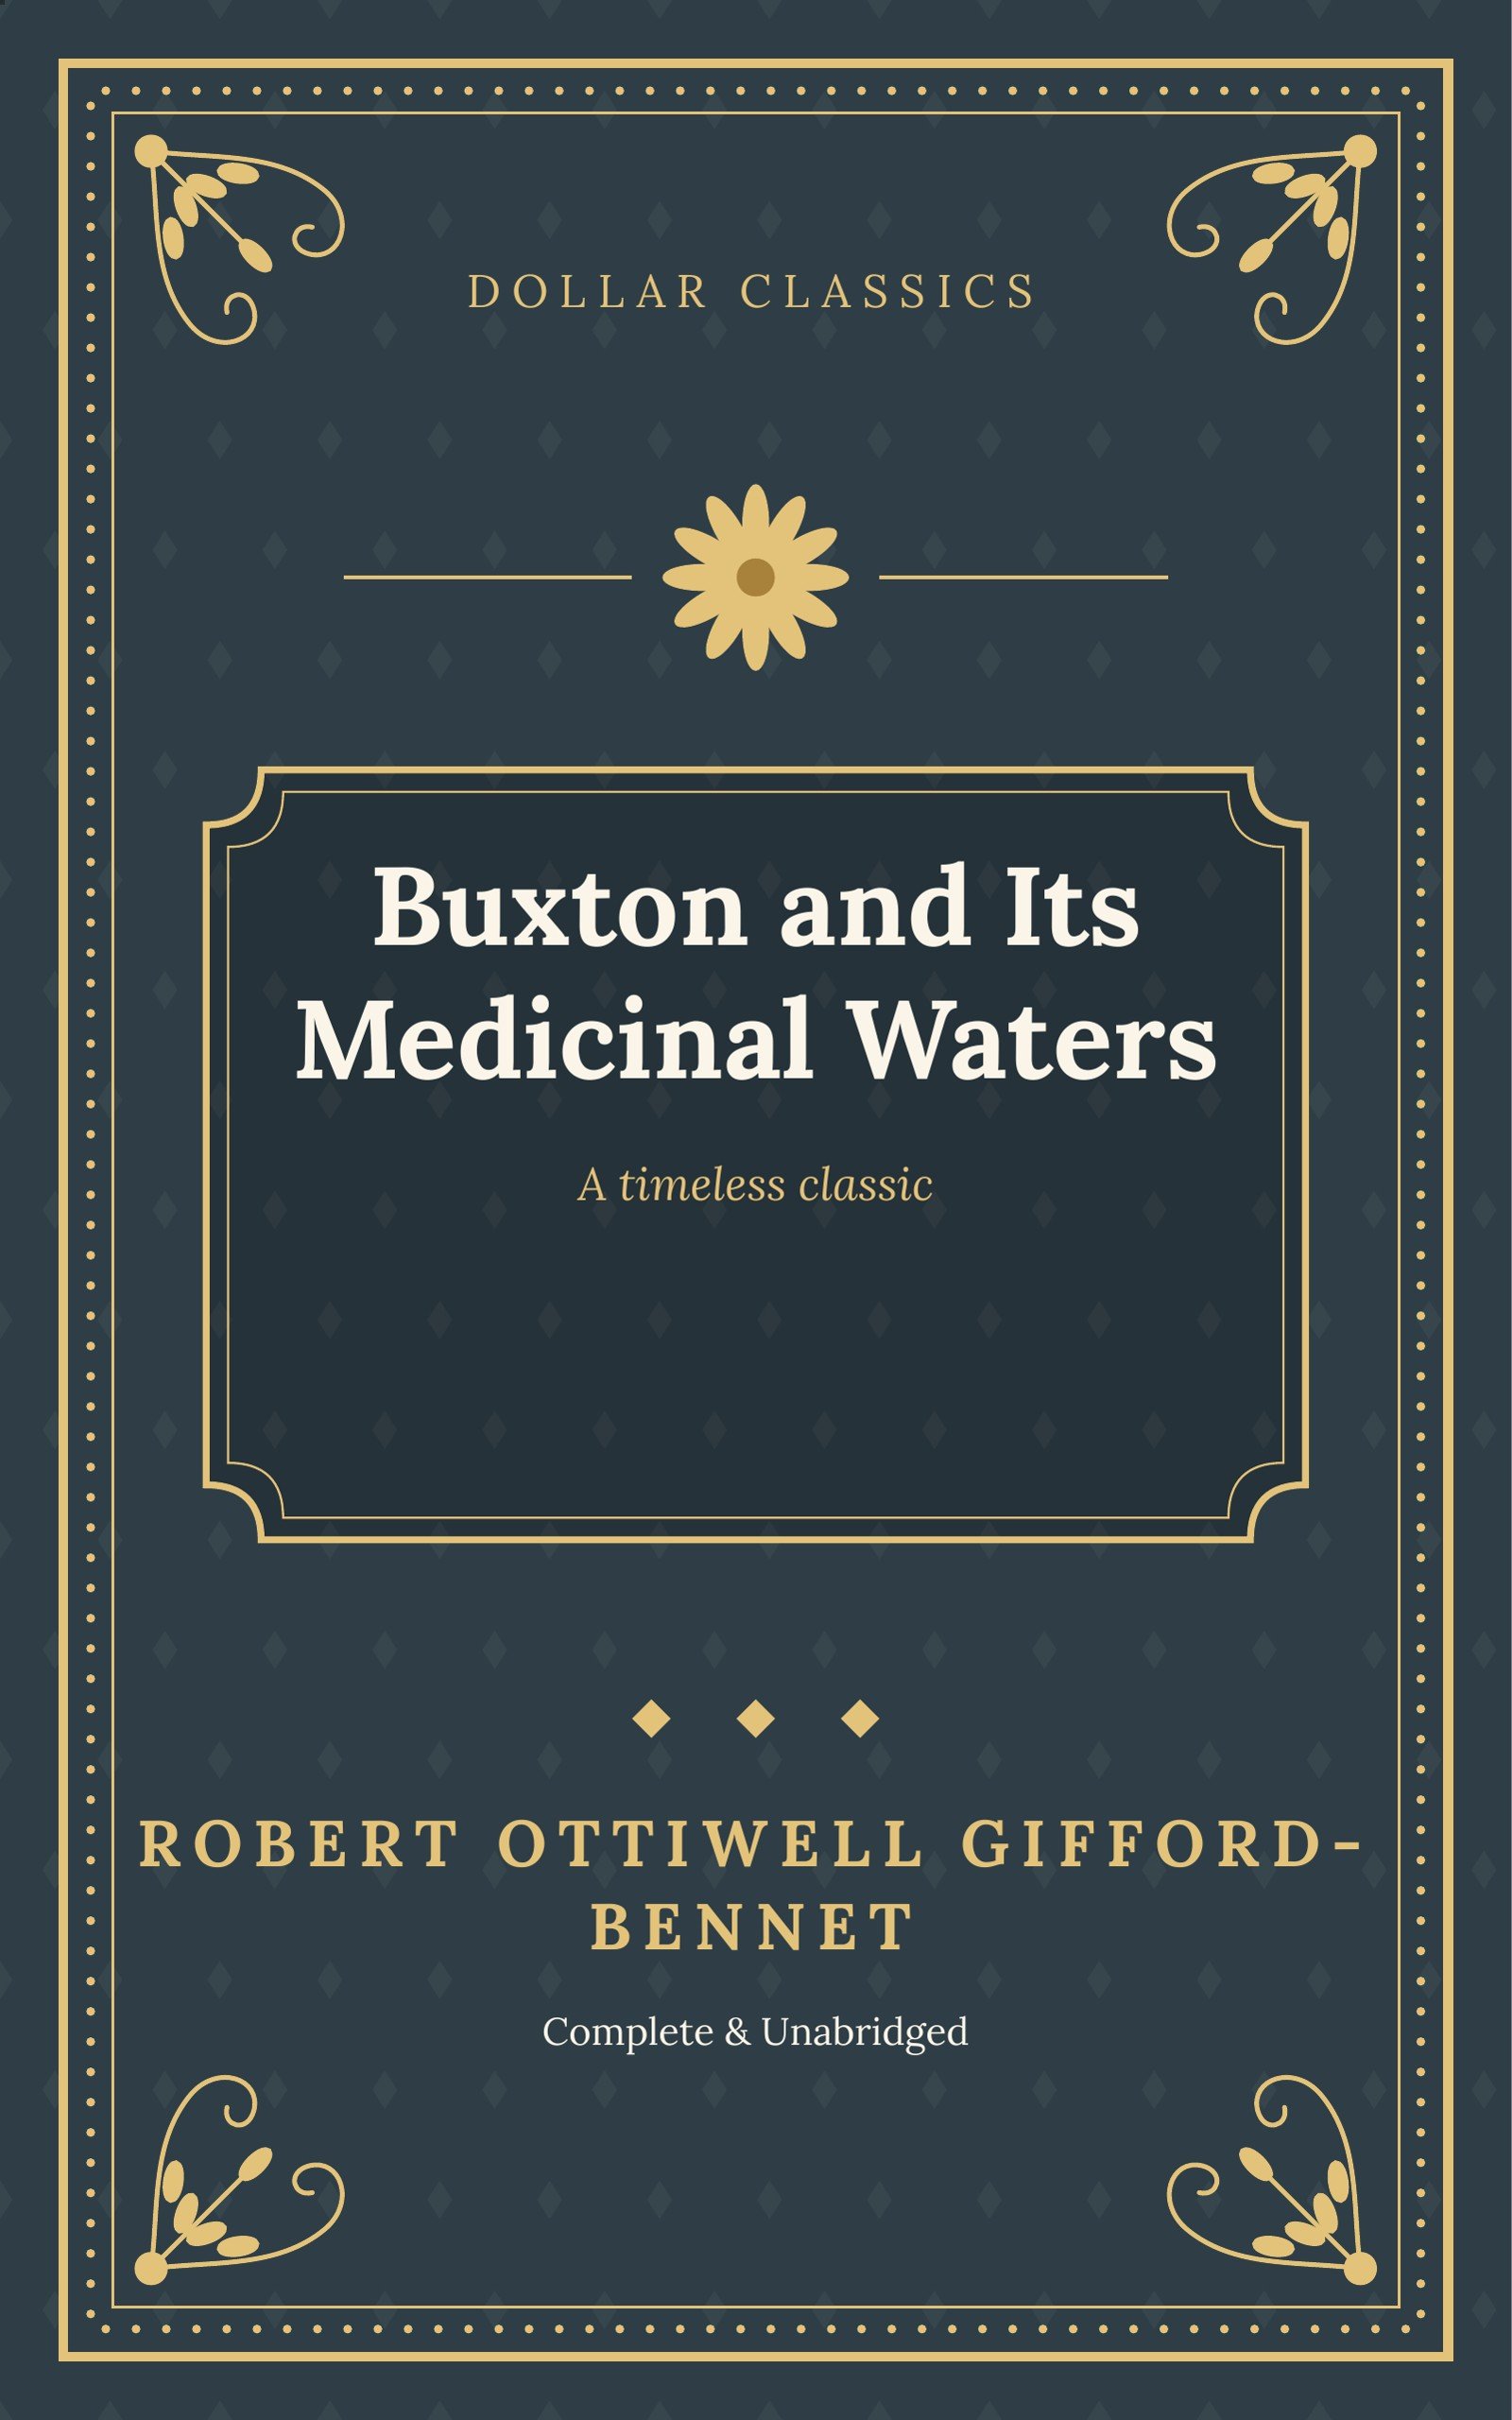 DOLLAR CLASSICS
Buxton and Its
Medicinal Waters
A timeless classic
ROBERT OTTIWELL GIFFORD-
BENNET
Complete & Unabridged